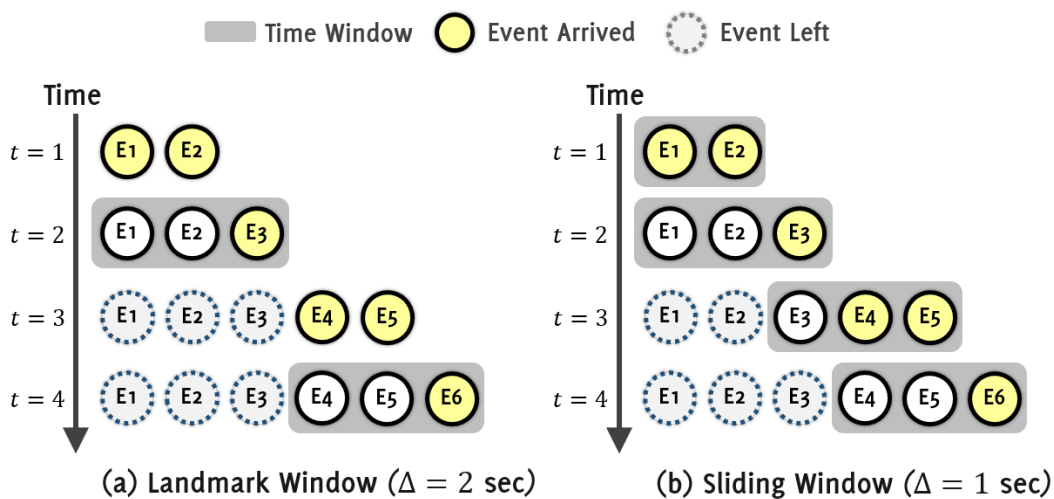 Time Window Event Arrived Event Left
Time
t = 1 E1 E2
t = 2 E1 E2 E3
t = 3 E1 E2 E3 E4 E5
t = 4 E1 E2 E3 E4 E5 E6
(a) Landmark Window (Δ = 2 sec)
Time
t = 1 E1 E2
t = 2 E1 E2 E3
t = 3 E1 E2 E3 E4 E5
t = 4 E1 E2 E3 E4 E5 E6
(b) Sliding Window (Δ = 1 sec)